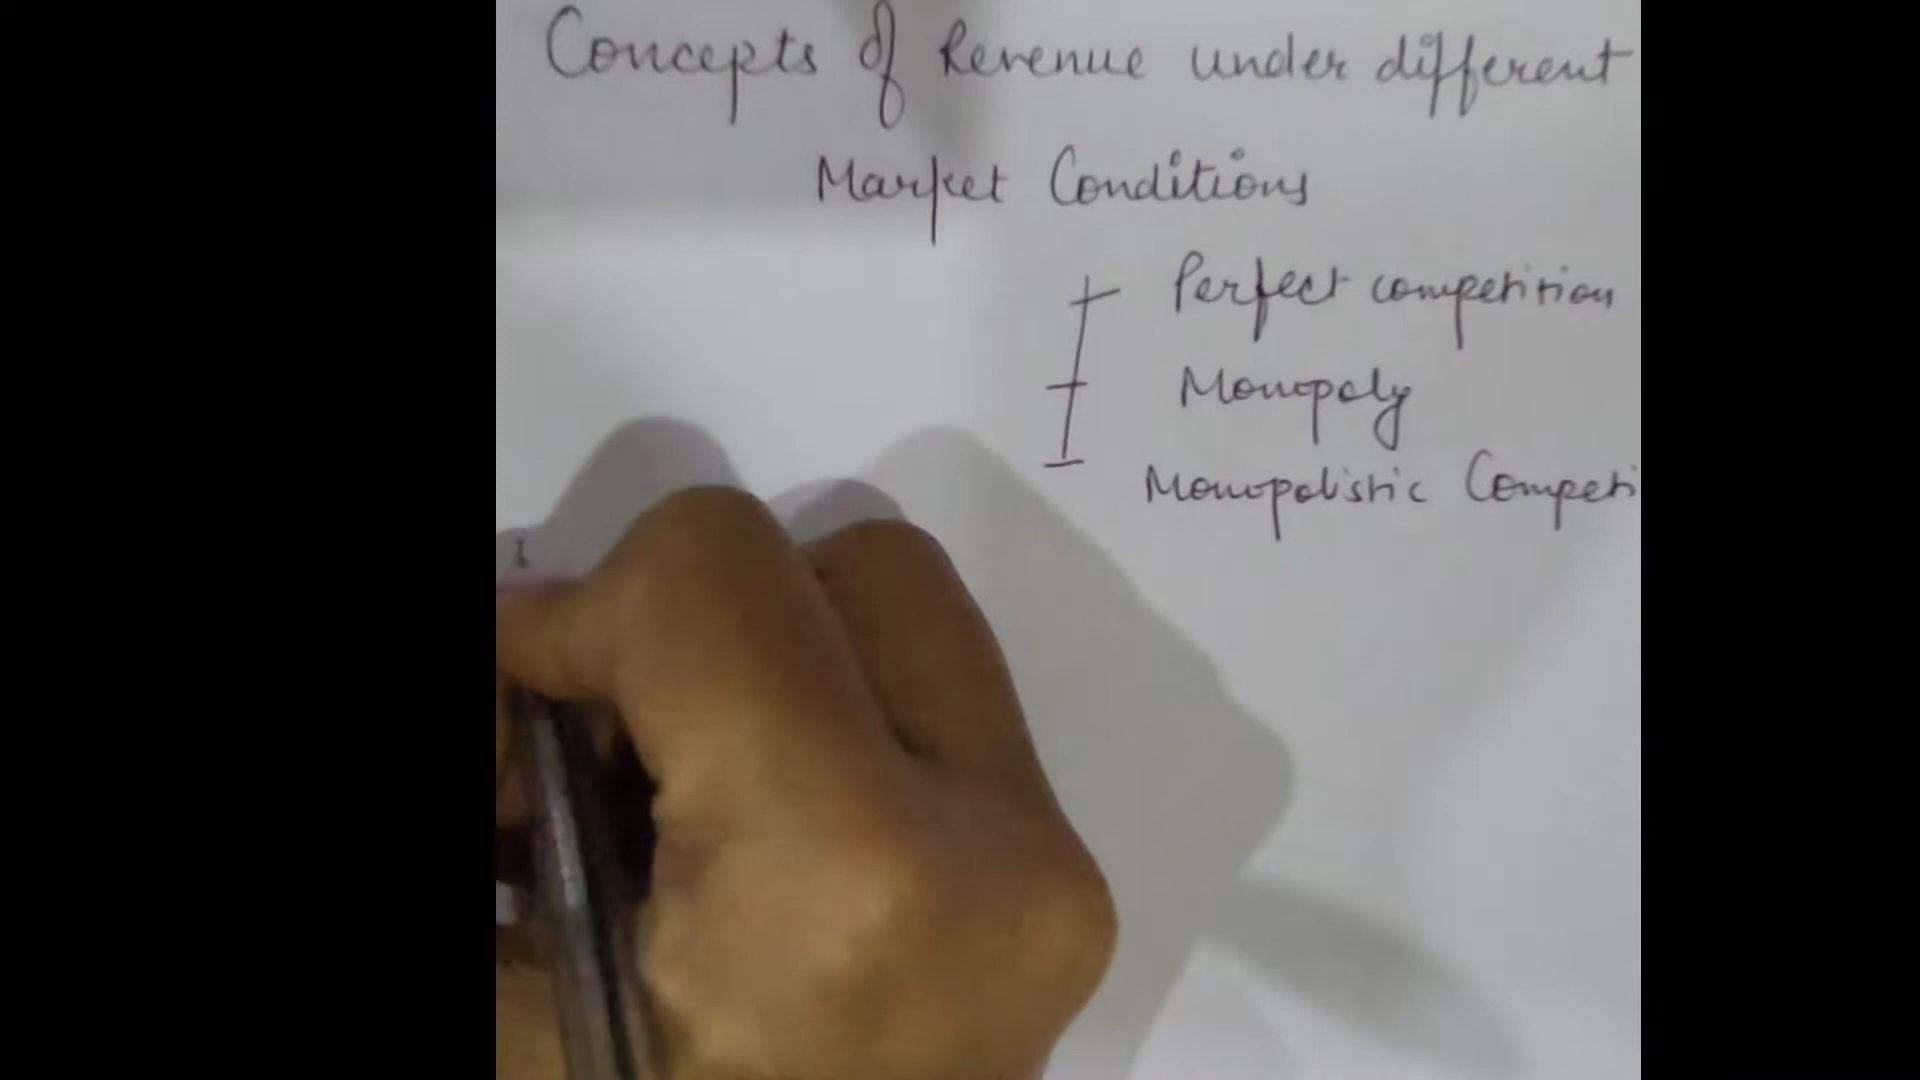 Concepts of Revenue under different
Market Conditions
Perfect competition
Monopoly
Monopolistic Competi